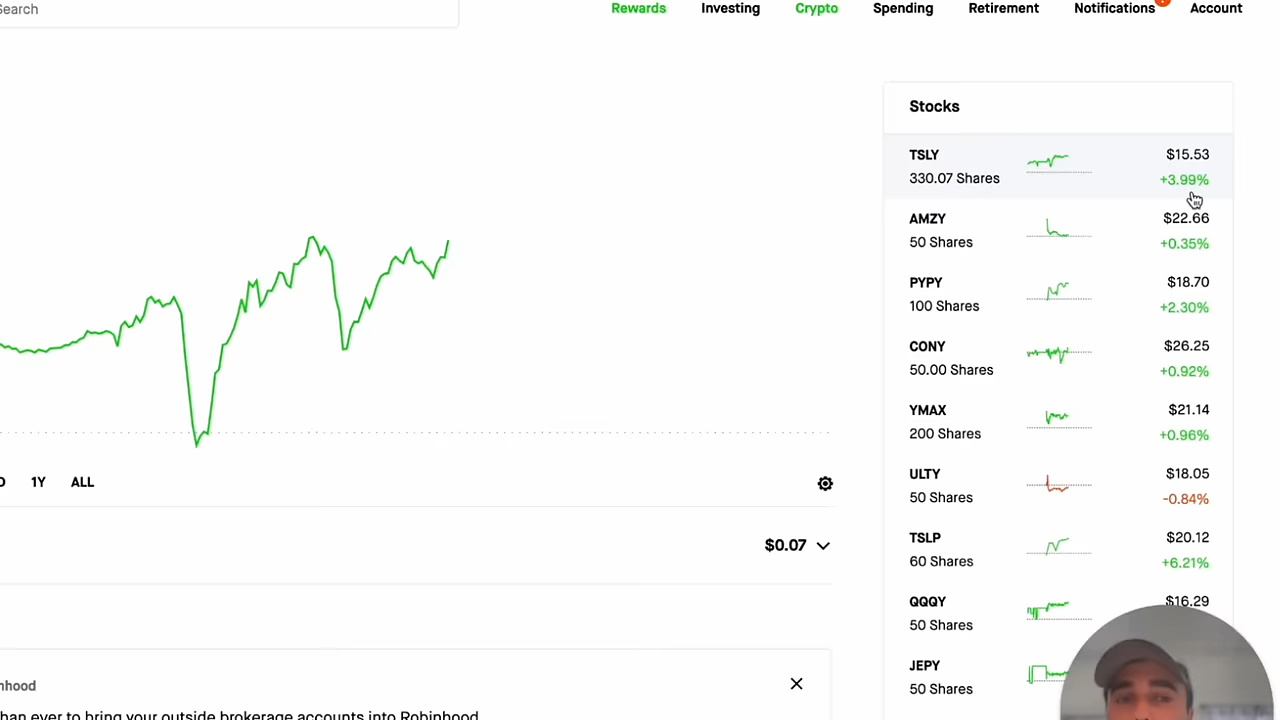 Search
Rewards
Investing
Crypto
Spending
Retirement
Notifications
Account
Stocks
TSLY
$15.53
330.07 Shares
+3.99%
AMZY
$22.66
50 Shares
+0.35%
PYPY
$18.70
100 Shares
+2.30%
CONY
$26.25
50.00 Shares
+0.92%
YMAX
$21.14
200 Shares
+0.96%
ULTY
$18.05
50 Shares
-0.84%
TSLP
$20.12
60 Shares
+6.21%
QQQY
$16.29
50 Shares
JEPY
50 Shares
1Y
ALL
$0.07
nhood
han ever to bring your outside brokerage accounts into Robinhood